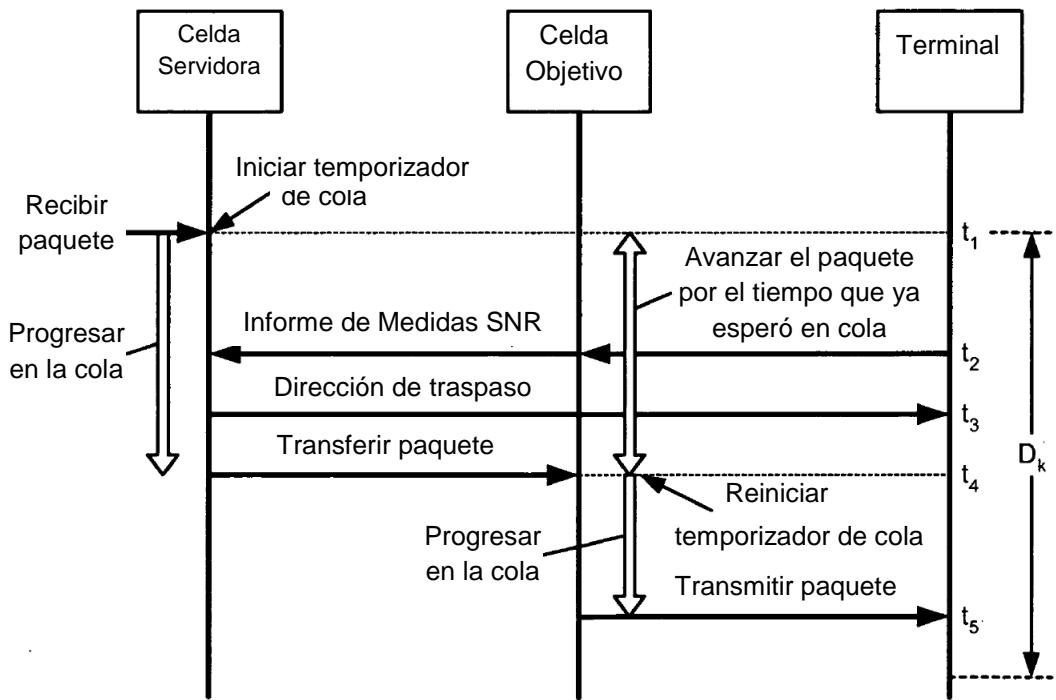 Celda
Servidora
Celda
Objetivo
Terminal
Iniciar temporizador
de cola
Recibir
paquete
t1
Avanzar el paquete
por el tiempo que ya
esperó en cola
Progresar
en la cola
Informe de Medidas SNR
t2
Dirección de traspaso
t3
Transferir paquete
t4
Dk
Reiniciar
temporizador de cola
Progresar
en la cola
Transmitir paquete
t5